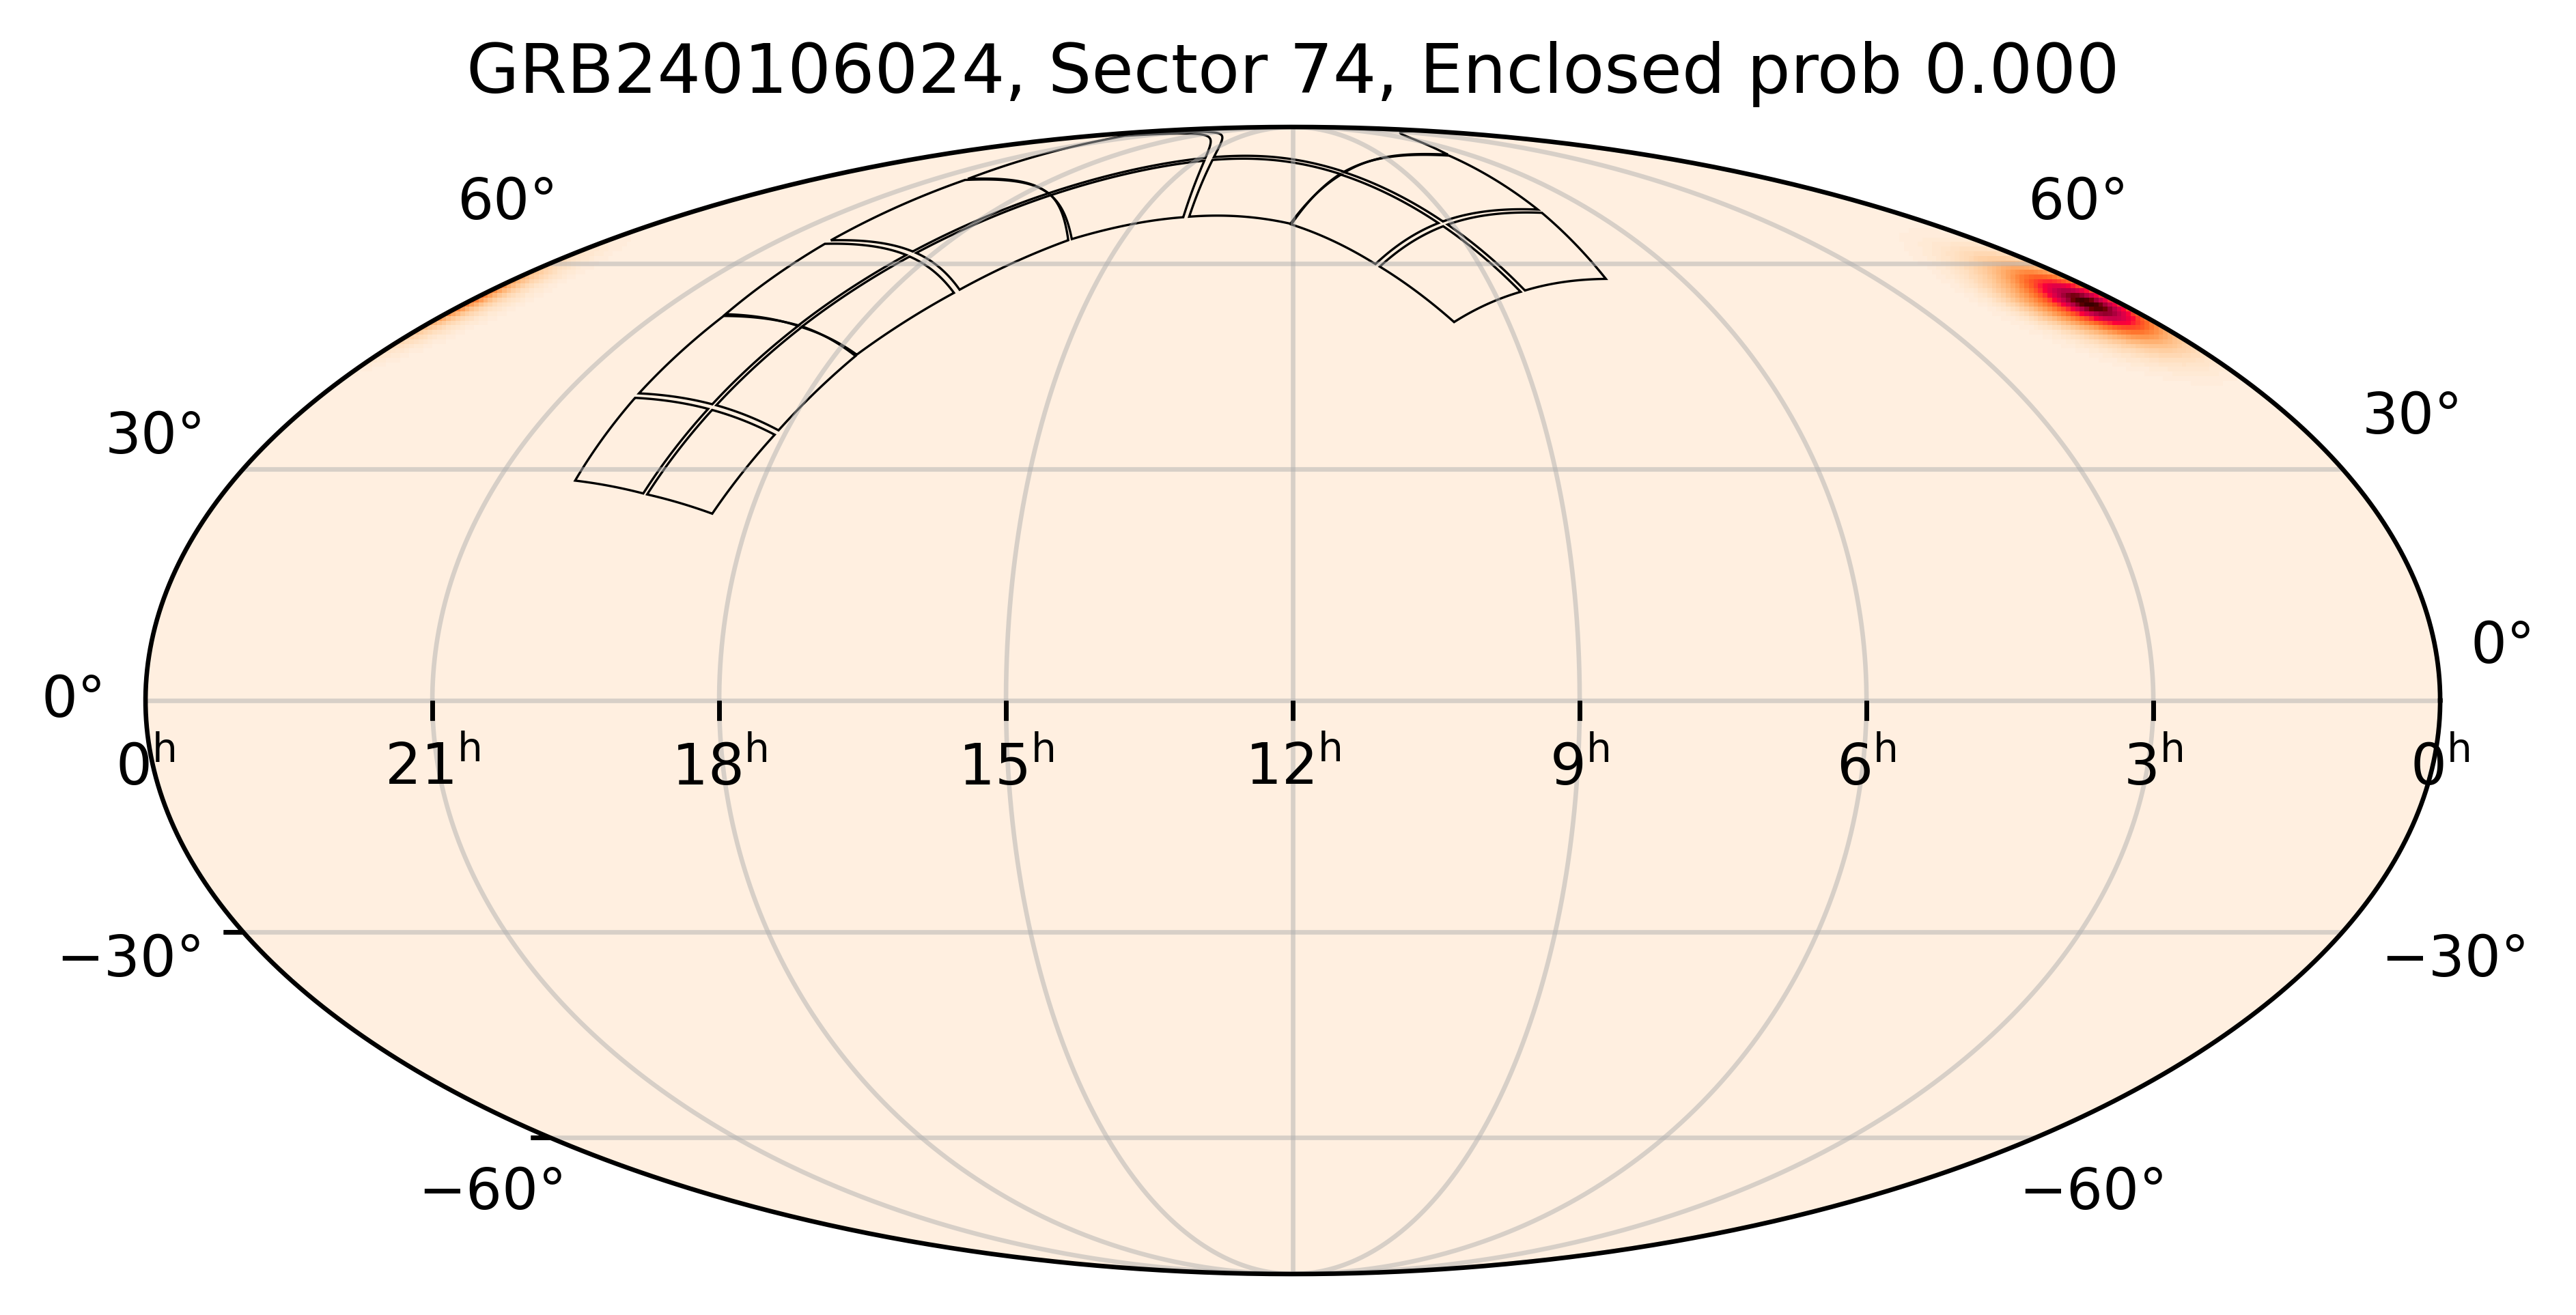 GRB240106024, Sector 74, Enclosed prob 0.000
60° 60°
30° 30°
0° 0°
0ʰ 21ʰ 18ʰ 15ʰ 12ʰ 9ʰ 6ʰ 3ʰ 0ʰ
−30° −30°
−60° −60°